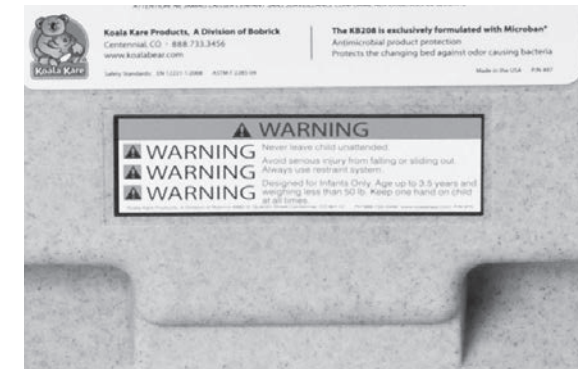 Koala Kare Products, A Division of Bobrick
Centennial, CO · 888.733.3456
www.koalabear.com
Safety Standards: EN 12221-1:2008 ASTM F 2285-04
Koala Kare
The KB208 is exclusively formulated with Microban®
Antimicrobial product protection
Protects the changing bed against odor causing bacteria
Made in the USA P/N 487
WARNING
WARNING Never leave child unattended.
WARNING Avoid serious injury from falling or sliding out.
Always use restraint system.
WARNING Designed for Infants Only. Age up to 3.5 years and
weighing less than 50 lb. Keep one hand on child
at all times.